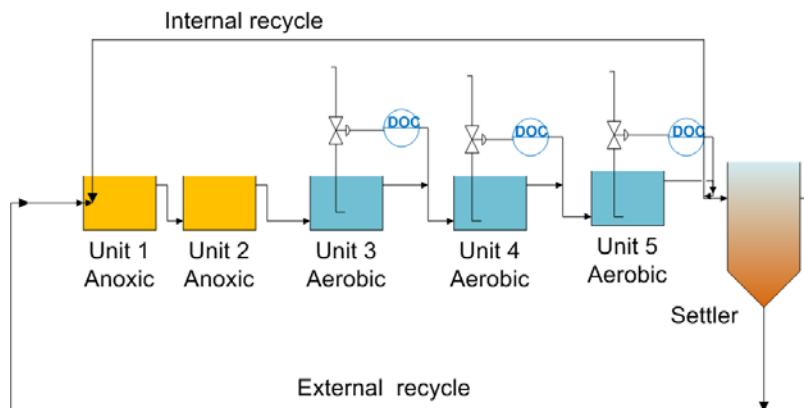 Internal recycle
DOC
DOC
DOC
Unit 1
Anoxic
Unit 2
Anoxic
Unit 3
Aerobic
Unit 4
Aerobic
Unit 5
Aerobic
Settler
External recycle